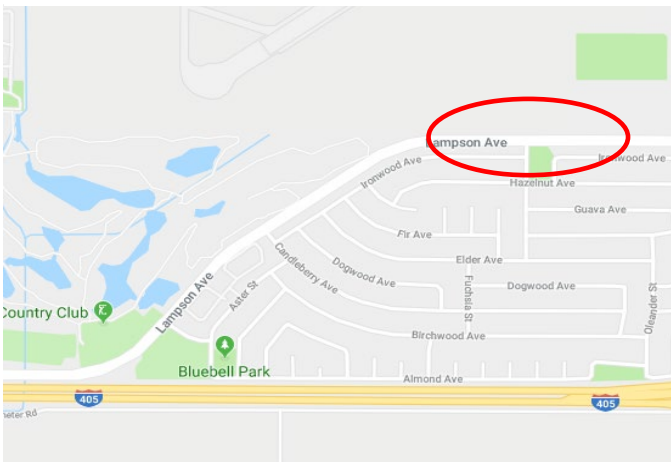 Lampson Ave
Ironwood Ave
Ironwood Ave
Hazelnut Ave
Guava Ave
Fir Ave
Elder Ave
Candleberry Ave
Dogwood Ave
Fuchsia St
Dogwood Ave
Oleander St
Lampson Ave
Aster St
Country Club
Birchwood Ave
Bluebell Park
Almond Ave
405
405
meter Rd